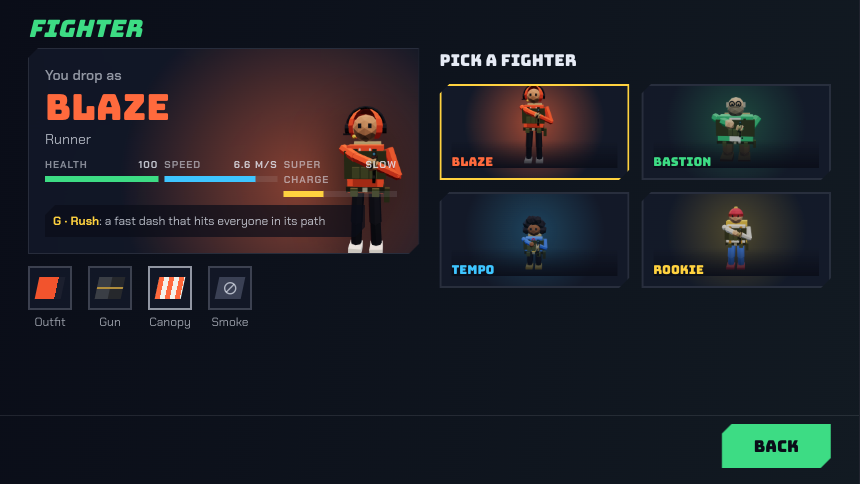 FIGHTER
You drop as
BLAZE
Runner
HEALTH 100
SPEED 6.6 M/S
SUPER CHARGE SLOW
G · Rush: a fast dash that hits everyone in its path
Outfit
Gun
Canopy
Smoke
PICK A FIGHTER
BLAZE
BASTION
TEMPO
ROOKIE
BACK